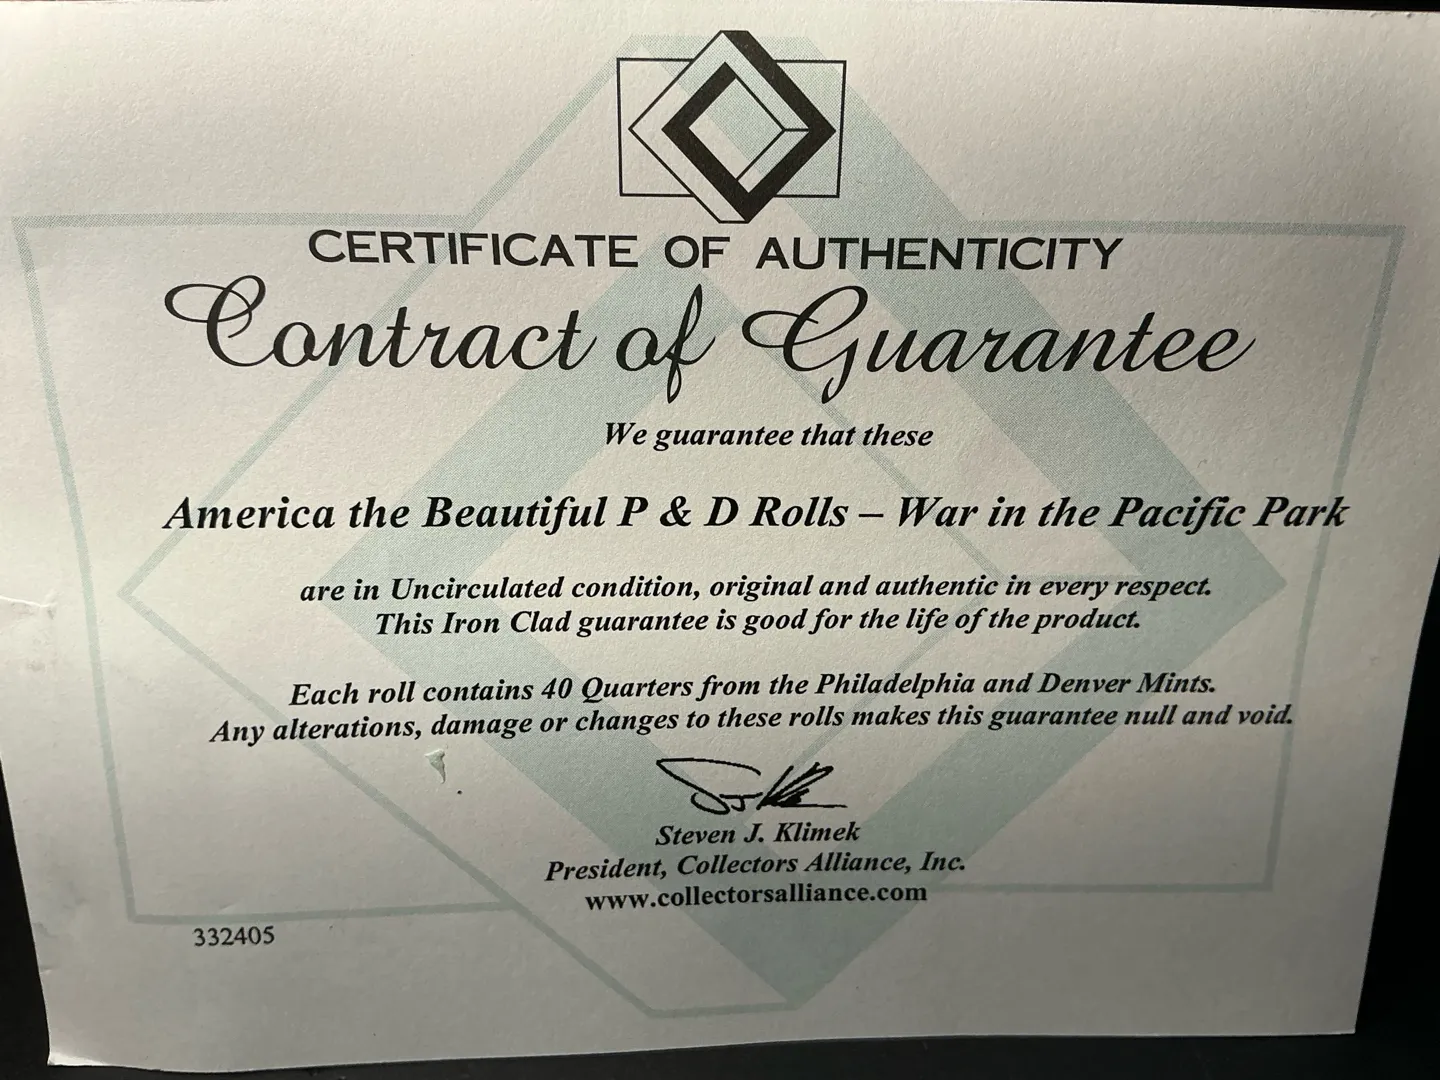 CERTIFICATE OF AUTHENTICITY
Contract of Guarantee
We guarantee that these
America the Beautiful P & D Rolls – War in the Pacific Park
are in Uncirculated condition, original and authentic in every respect.
This Iron Clad guarantee is good for the life of the product.
Each roll contains 40 Quarters from the Philadelphia and Denver Mints.
Any alterations, damage or changes to these rolls makes this guarantee null and void.
Steven J. Klimek
President, Collectors Alliance, Inc.
www.collectorsalliance.com
332405